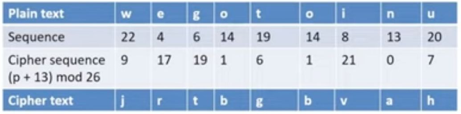 Plain text w e g o t o i n u
Sequence 22 4 6 14 19 14 8 13 20
Cipher sequence 9 17 19 1 6 1 21 0 7
(p + 13) mod 26
Cipher text j r t b g b v a h